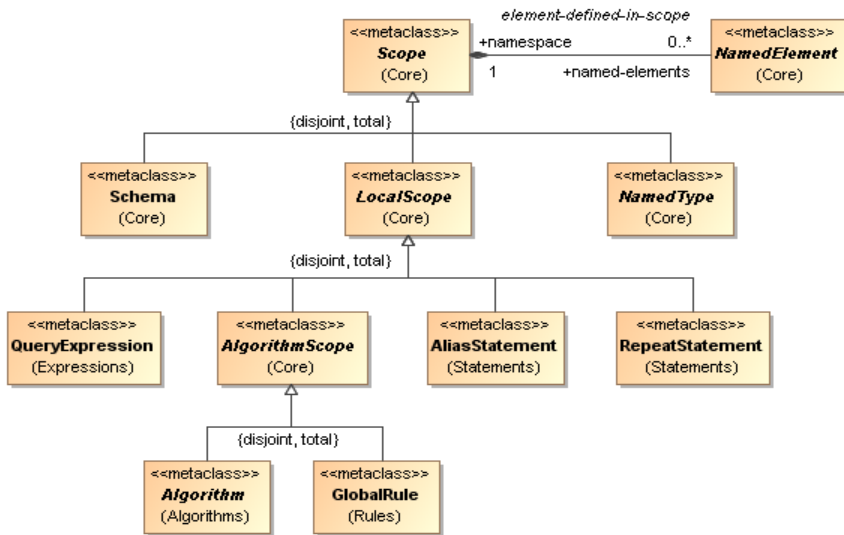 element-defined-in-scope
<<metaclass>>
Scope
(Core)
+namespace
0..*
1
+named-elements
<<metaclass>>
NamedElement
(Core)
{disjoint, total}
<<metaclass>>
Schema
(Core)
<<metaclass>>
LocalScope
(Core)
<<metaclass>>
NamedType
(Core)
{disjoint, total}
<<metaclass>>
QueryExpression
(Expressions)
<<metaclass>>
AlgorithmScope
(Core)
<<metaclass>>
AliasStatement
(Statements)
<<metaclass>>
RepeatStatement
(Statements)
{disjoint, total}
<<metaclass>>
Algorithm
(Algorithms)
<<metaclass>>
GlobalRule
(Rules)